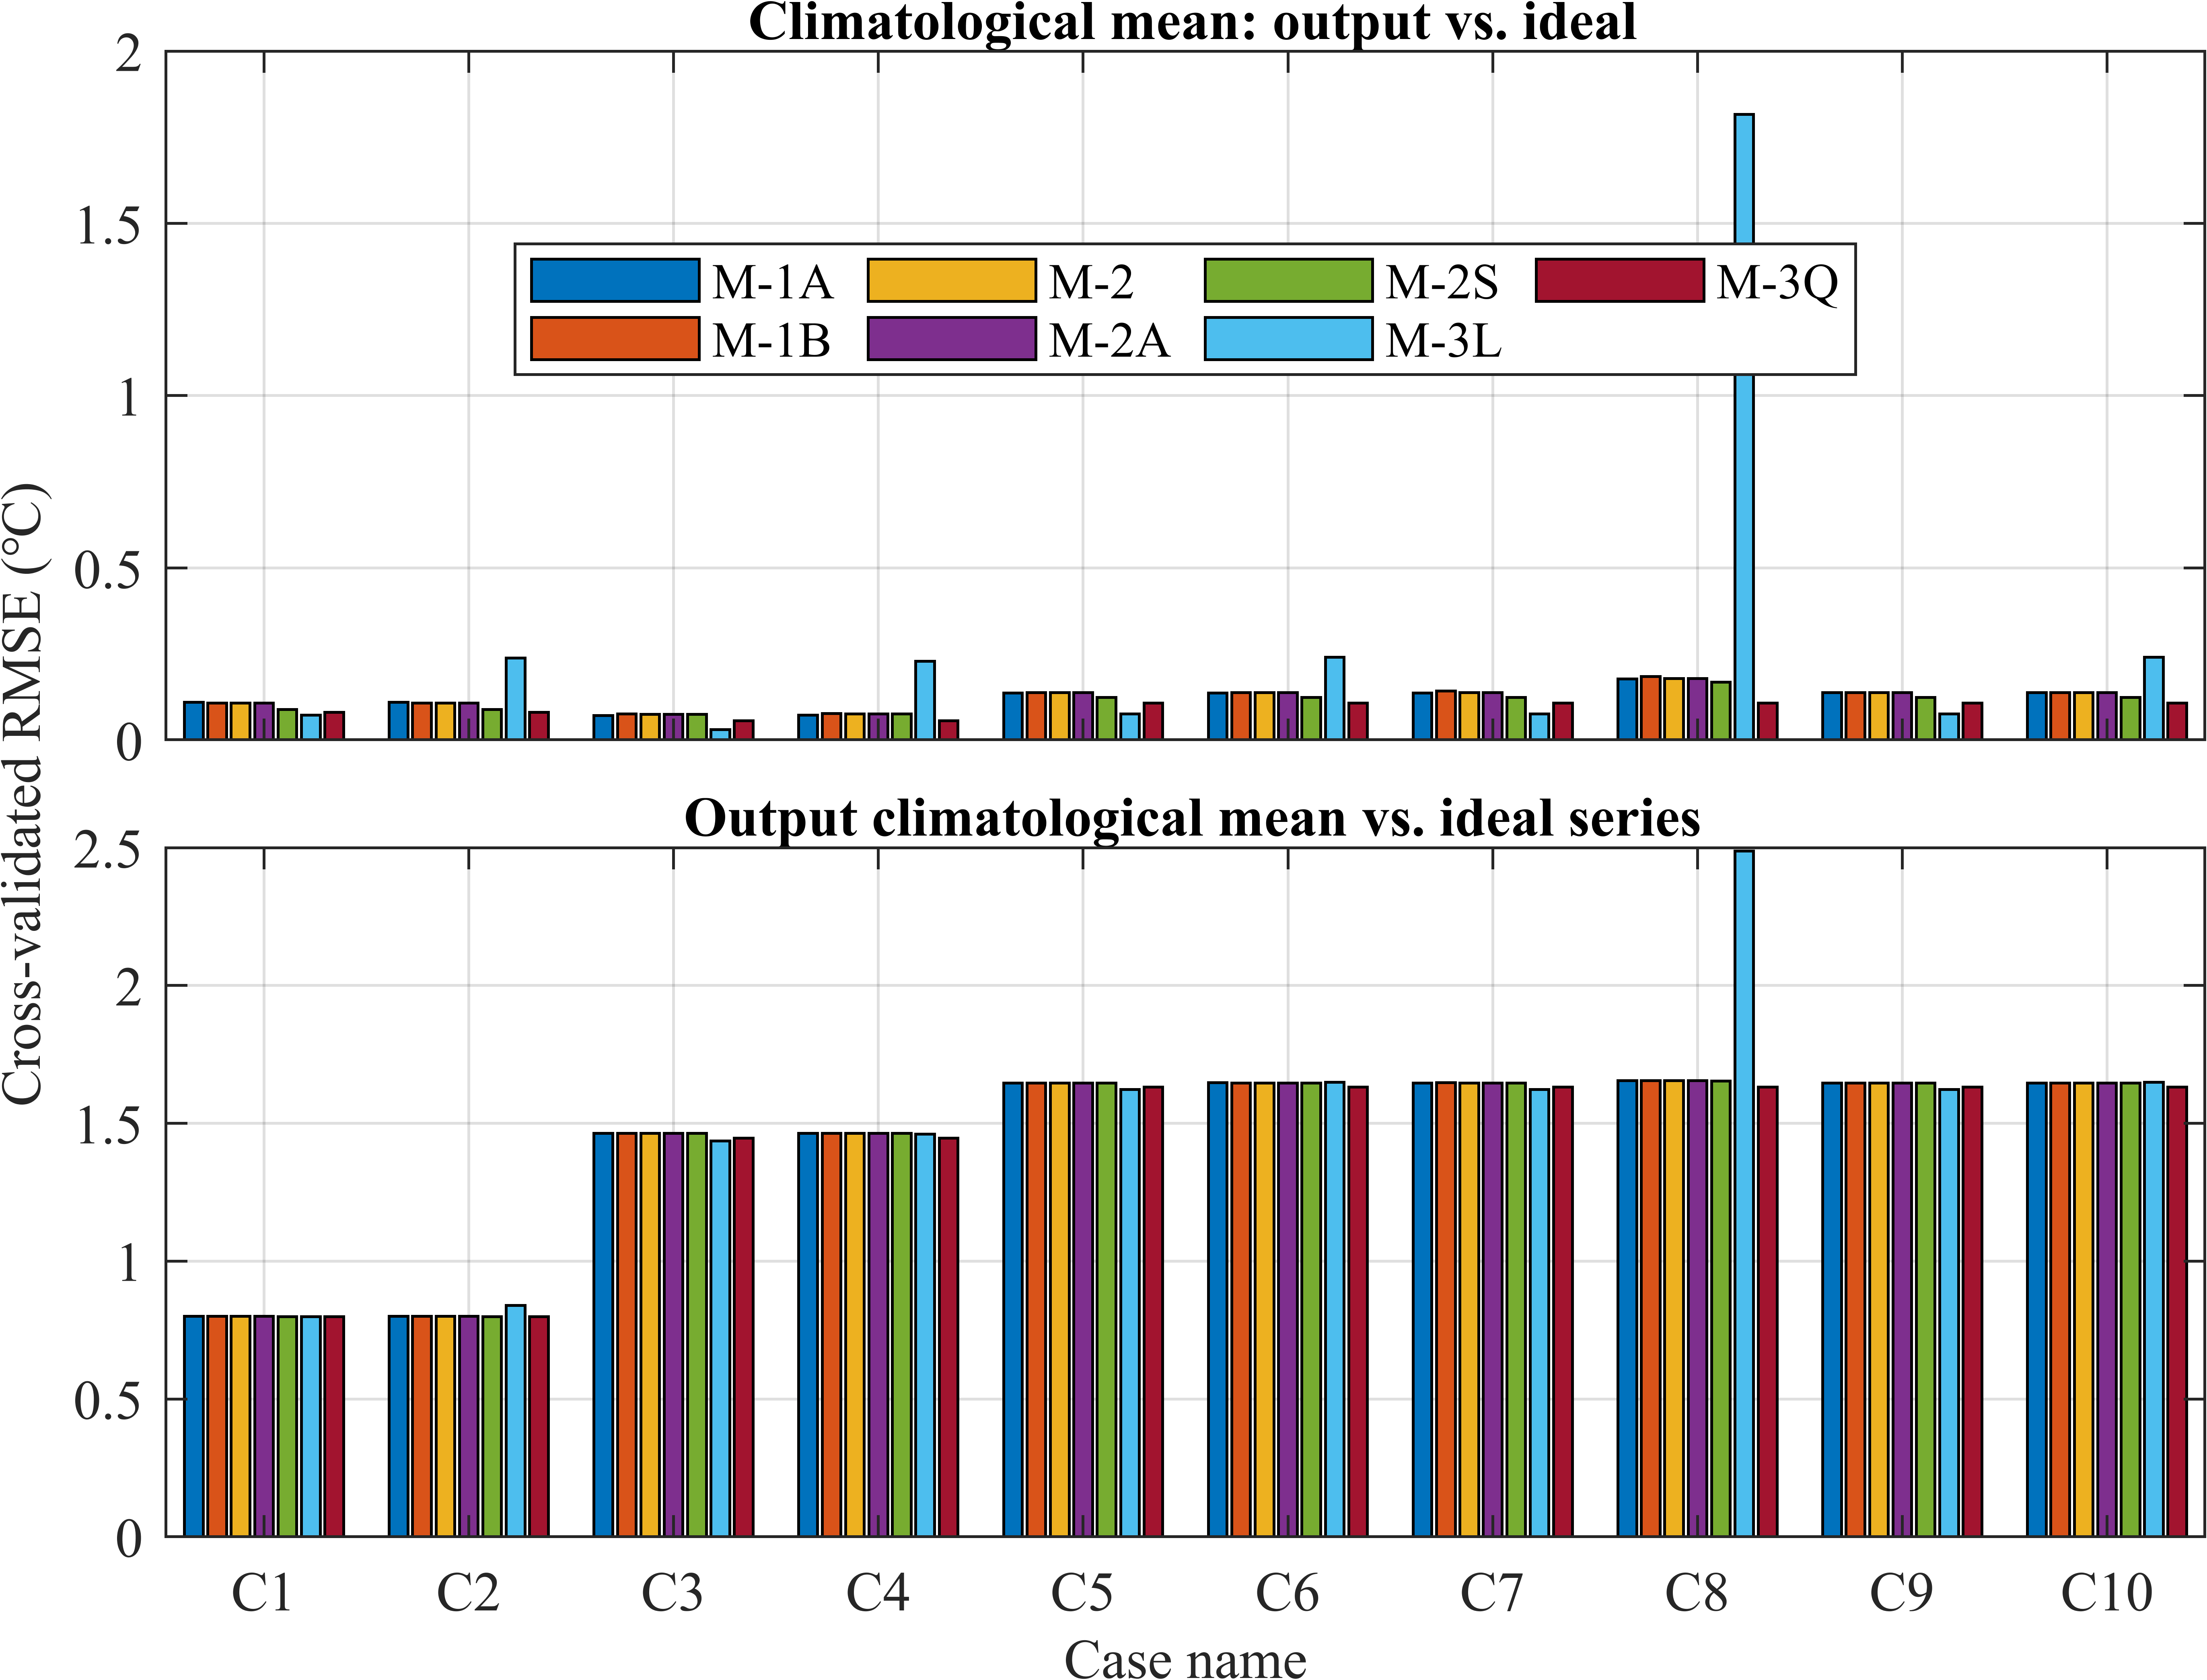 Climatological mean: output vs. ideal
2
1.5
1
0.5
0
M-1A M-2 M-2S M-3Q
M-1B M-2A M-3L
Cross-validated RMSE (°C)
Output climatological mean vs. ideal series
2.5
2
1.5
1
0.5
0
C1 C2 C3 C4 C5 C6 C7 C8 C9 C10
Case name